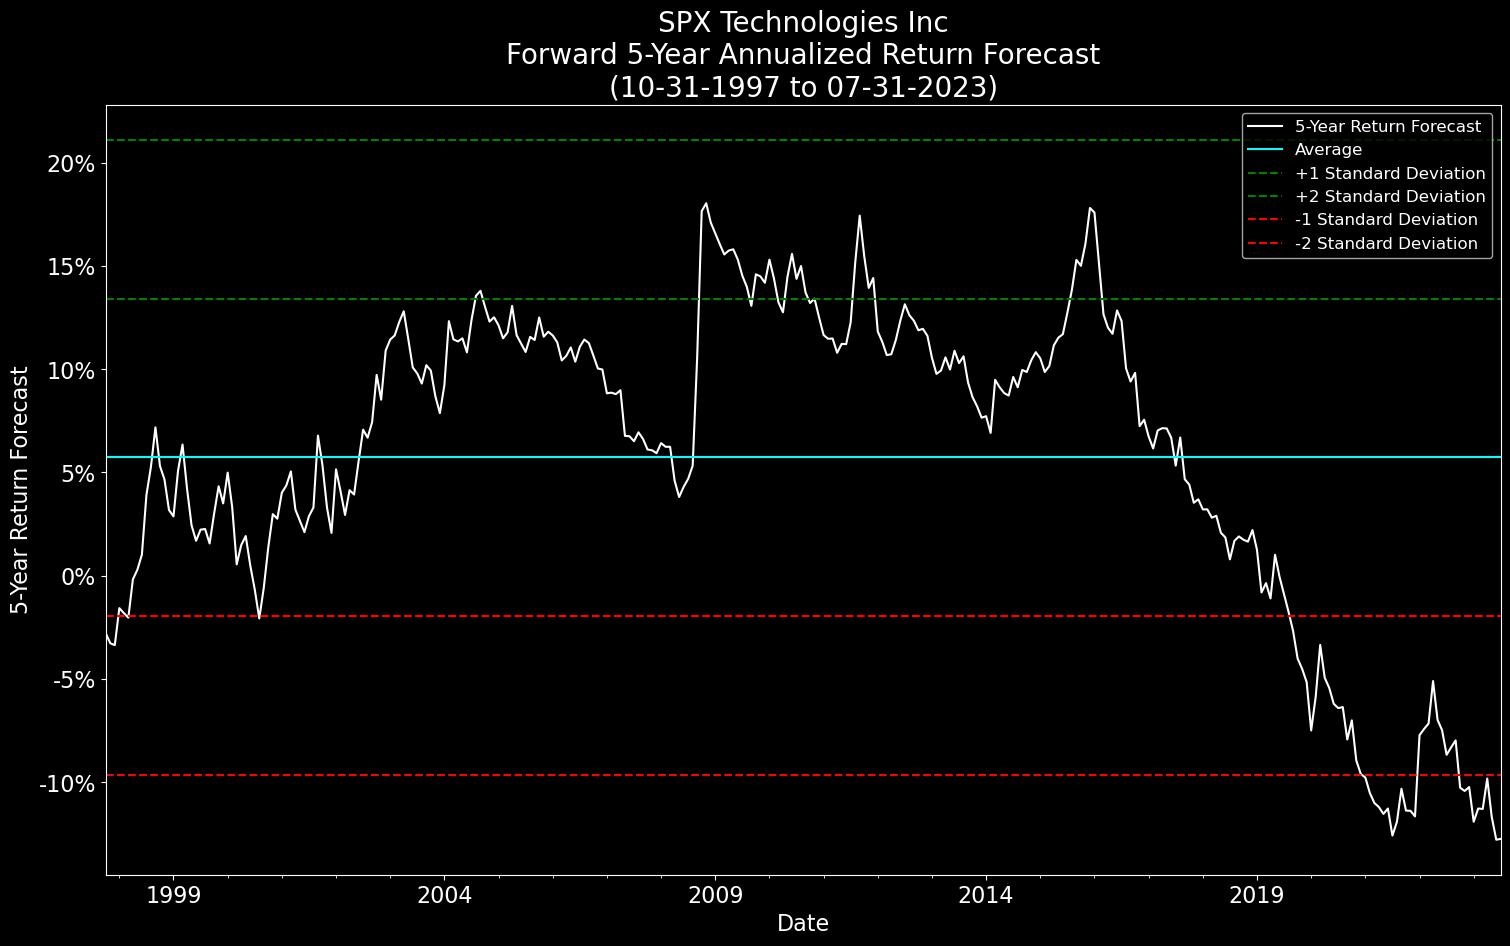 SPX Technologies Inc
Forward 5-Year Annualized Return Forecast
(10-31-1997 to 07-31-2023)
5-Year Return Forecast
Average
+1 Standard Deviation
+2 Standard Deviation
-1 Standard Deviation
-2 Standard Deviation
5-Year Return Forecast
20%
15%
10%
5%
0%
-5%
-10%
1999
2004
2009
2014
2019
Date